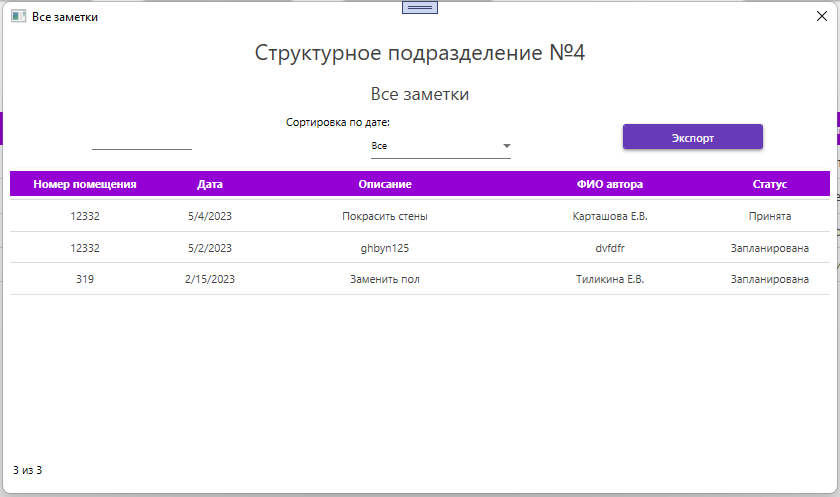 Все заметки
Структурное подразделение №4
Все заметки
Сортировка по дате:
Все
Экспорт
Номер помещения Дата Описание ФИО автора Статус
12332 5/4/2023 Покрасить стены Карташова Е.В. Принята
12332 5/2/2023 ghbyn125 dvfdfr Запланирована
319 2/15/2023 Заменить пол Тиликина Е.В. Запланирована
3 из 3